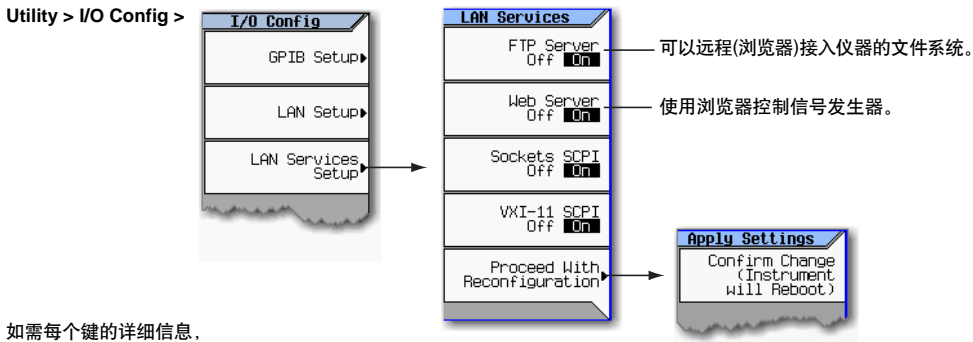 Utility > I/O Config >
I/O Config
GPIB Setup
LAN Setup
LAN Services
Setup
LAN Services
FTP Server
Off On
可以远程(浏览器)接入仪器的文件系统。
Web Server
Off On
使用浏览器控制信号发生器。
Sockets SCPI
Off On
VXI-11 SCPI
Off On
Proceed With
Reconfiguration
Apply Settings
Confirm Change
(Instrument
will Reboot)
如需每个键的详细信息，